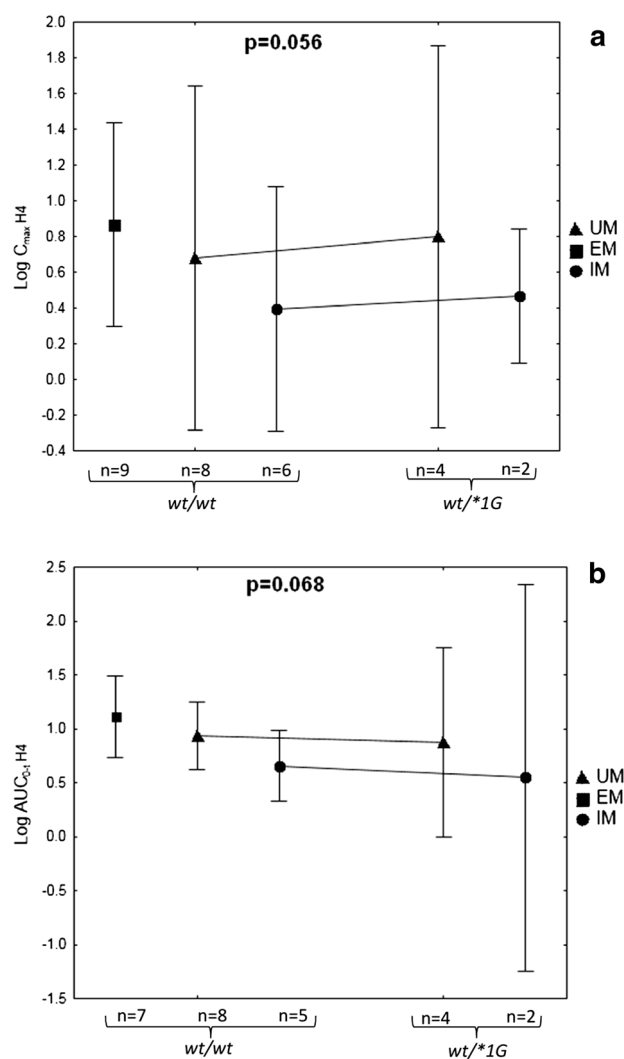 p=0.056
a
Log Cmax H4
2.0
1.8
1.6
1.4
1.2
1.0
0.8
0.6
0.4
0.2
0.0
-0.2
-0.4
UM
EM
IM
n=9 n=8 n=6 n=4 n=2
wt/wt wt/*1G
p=0.068
b
Log AUC0-t H4
2.5
2.0
1.5
1.0
0.5
0.0
-0.5
-1.0
-1.5
UM
EM
IM
n=7 n=8 n=5 n=4 n=2
wt/wt wt/*1G